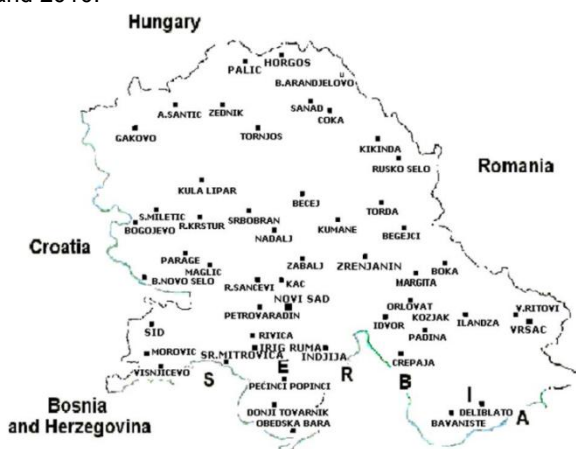 and 2010.
Hungary
HORGOS
PALIC
B.ARANDJELOVO
A.SANTIC
ZEDNIK
SANAD
COKA
GAKOVO
TORNJOS
KIKINDA
RUSKO SELO
Romania
KULA LIPAR
BECEJ
TORDA
S.MILETIC
R.KRSTUR
SRBOBRAN
KUMANE
BOGOJEVO
NADALJ
BEGEJCI
Croatia
PARAGE
ZABALJ
ZRENJANIN
BOKA
MAGLIC
MARGITA
B.NOVO SELO
R.SANCEVI
KAC
NOVI SAD
ORLOVAT
PETROVARADIN
IDVOR
KOZJAK
ILANDZA
V.RITOVI
VRSAC
SID
PADINA
RIVICA
IRIG RUMA
INDJIJA
MOROVIC
SR.MITROVICA
CREPAJA
VISNJICEVO
S E R B I A
PEĆINCI POPINCI
Bosnia
and Herzegovina
DONJI TOVARNIK
DELIBLATO
OBEDSKA BARA
BAVANISTE